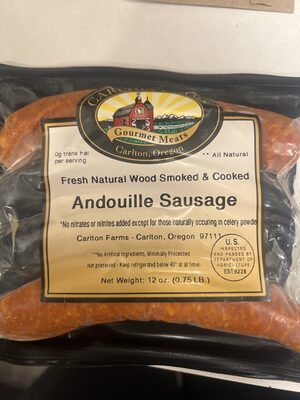 Gourmet Meats
Carlton, Oregon
0g trans Fat
per serving
** All Natural
Fresh Natural Wood Smoked & Cooked
Andouille Sausage
*No nitrates or nitrites added except for those naturally occuring in celery powder
Carlton Farms - Carlton, Oregon 97111
**No Artificial Ingredients, Minimally Processed
Not preserved - Keep refrigerated below 40° at all times
Net Weight: 12 oz. (0.75 LB.)
U.S.
INSPECTED
AND PASSED BY
DEPARTMENT OF
AGRICULTURE
EST.9228